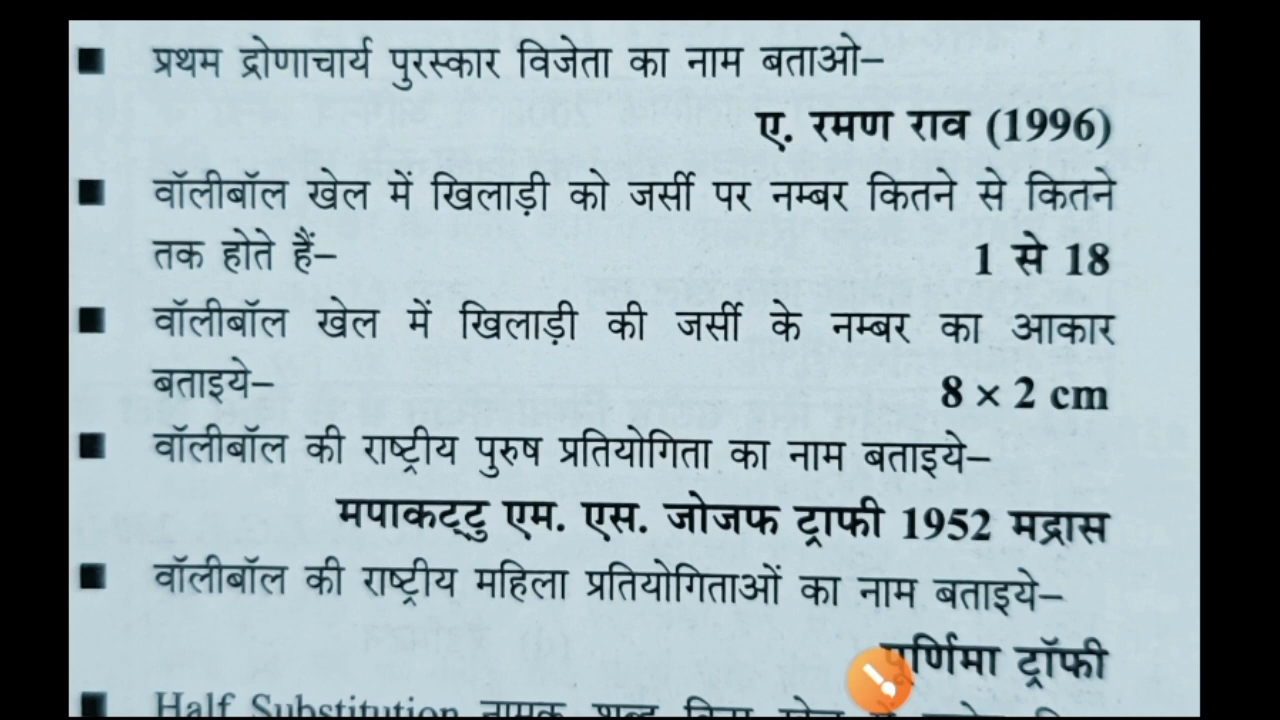 ■ प्रथम द्रोणाचार्य पुरस्कार विजेता का नाम बताओ–
ए. रमण राव (1996)
■ वॉलीबॉल खेल में खिलाड़ी को जर्सी पर नम्बर कितने से कितने
तक होते हैं– 1 से 18
■ वॉलीबॉल खेल में खिलाड़ी की जर्सी के नम्बर का आकार
बताइये– 8 × 2 cm
■ वॉलीबॉल की राष्ट्रीय पुरुष प्रतियोगिता का नाम बताइये–
मपाकट्टु एम. एस. जोजफ ट्राफी 1952 मद्रास
■ वॉलीबॉल की राष्ट्रीय महिला प्रतियोगिताओं का नाम बताइये–
पूर्णिमा ट्रॉफी
■ Half Substitution नामक शब्द किस खेल में